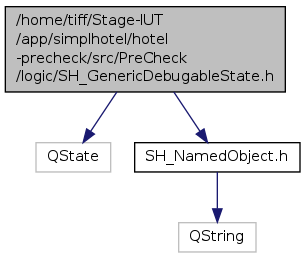 /home/tiff/Stage-IUT
/app/simplhotel/hotel
-precheck/src/PreCheck
/logic/SH_GenericDebugableState.h
QState
SH_NamedObject.h
QString